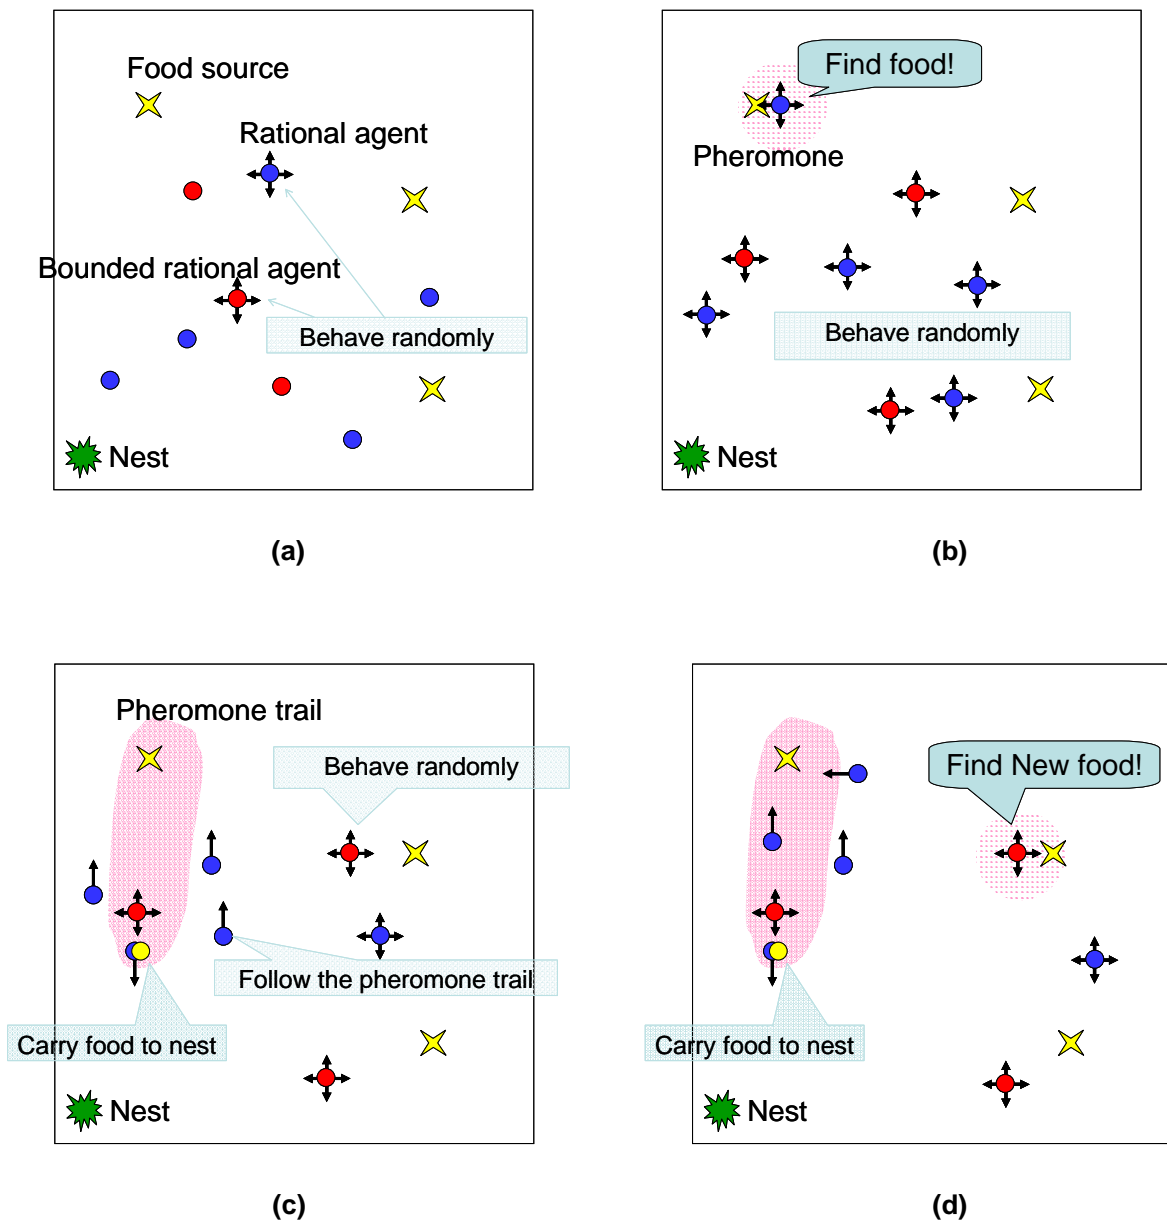 Food source
Rational agent
Bounded rational agent
Behave randomly
Nest
(a)
Find food!
Pheromone
Behave randomly
Nest
(b)
Pheromone trail
Behave randomly
Follow the pheromone trail
Carry food to nest
Nest
(c)
Find New food!
Carry food to nest
Nest
(d)